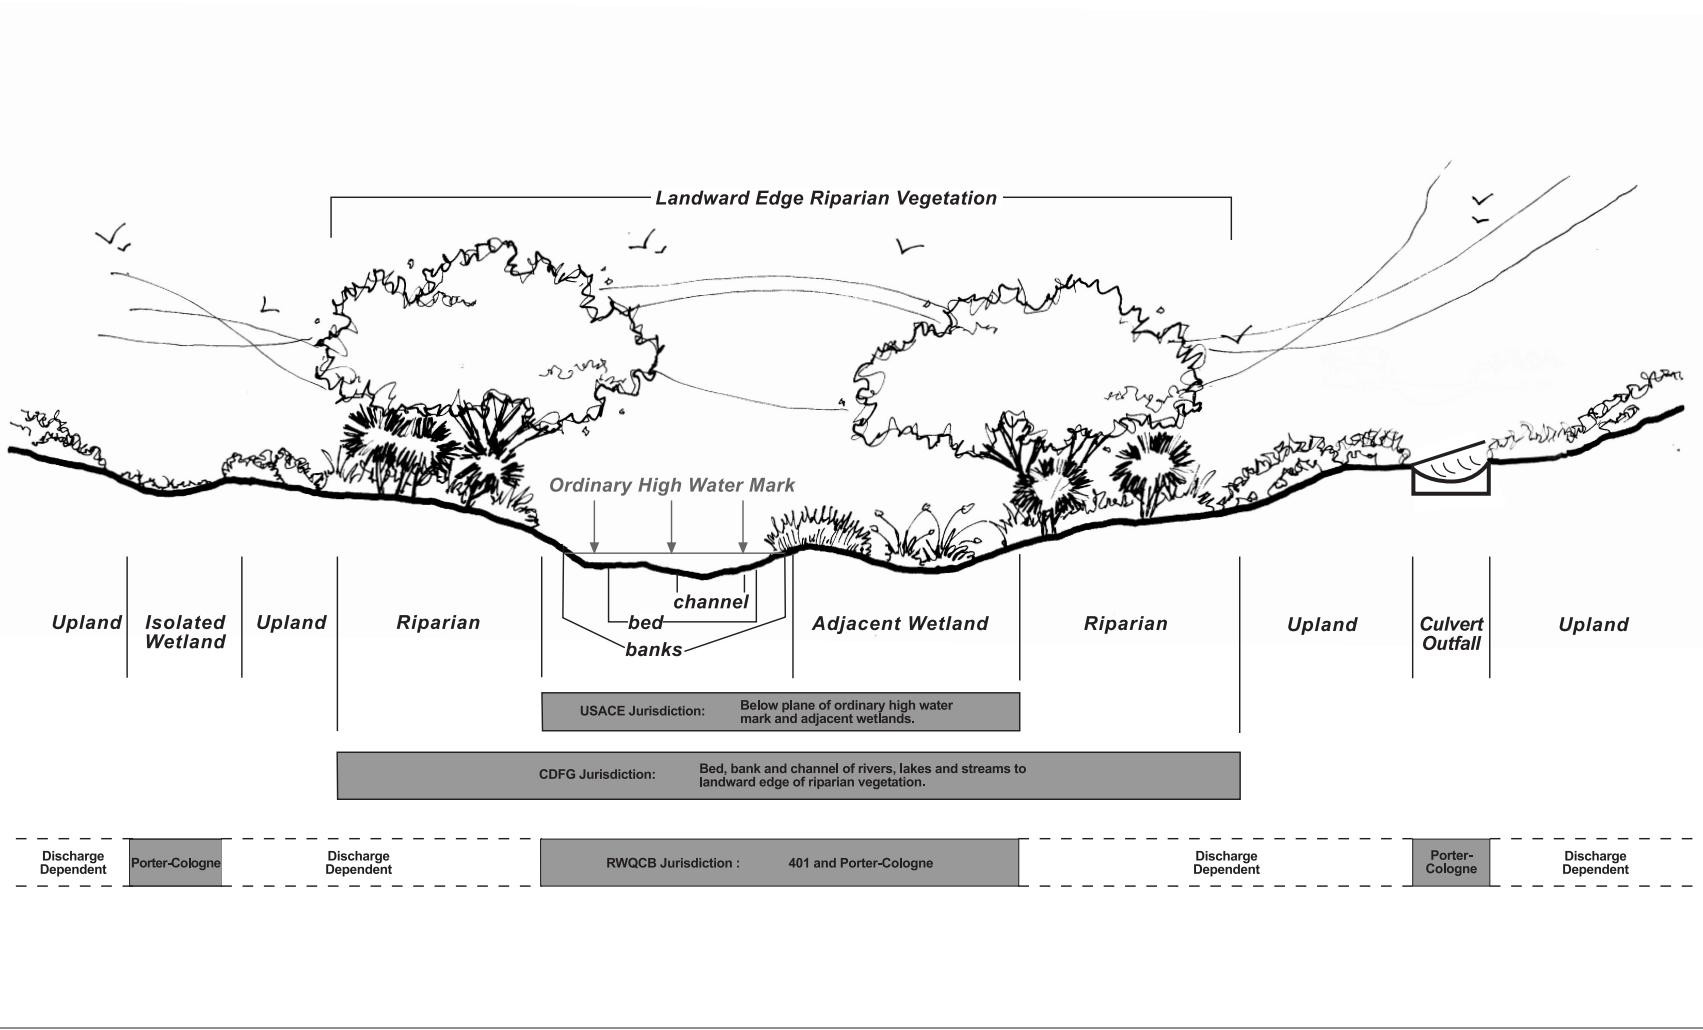 Landward Edge Riparian Vegetation
Ordinary High Water Mark
channel
bed
banks
Upland
Isolated
Wetland
Upland
Riparian
Adjacent Wetland
Riparian
Upland
Culvert
Outfall
Upland
USACE Jurisdiction:
Below plane of ordinary high water
mark and adjacent wetlands.
CDFG Jurisdiction:
Bed, bank and channel of rivers, lakes and streams to
landward edge of riparian vegetation.
Discharge
Dependent
Porter-Cologne
Discharge
Dependent
RWQCB Jurisdiction : 401 and Porter-Cologne
Discharge
Dependent
Porter-
Cologne
Discharge
Dependent